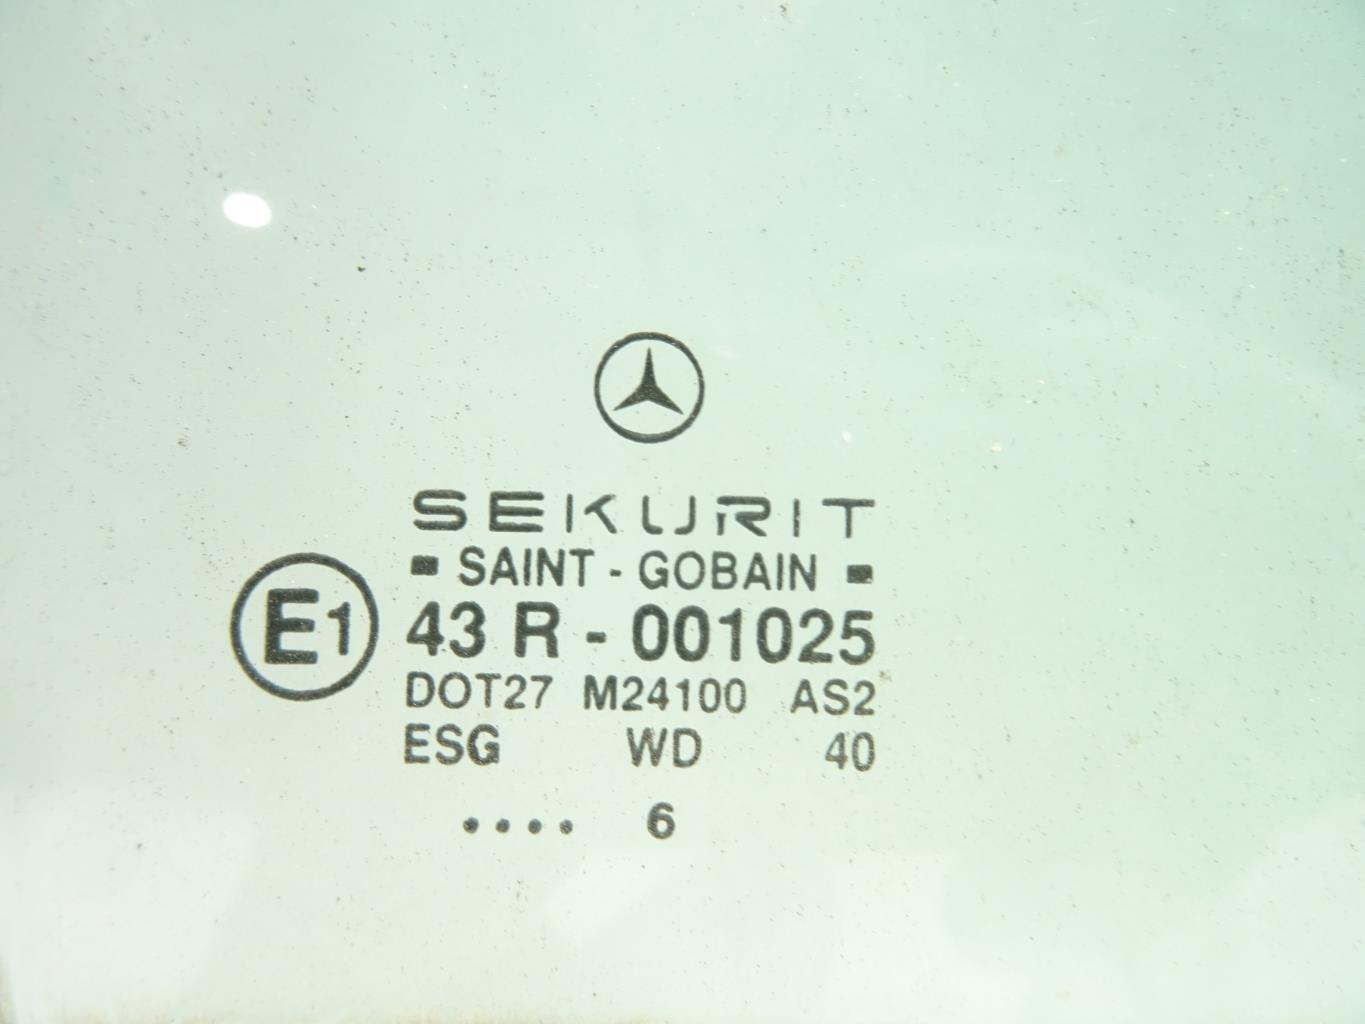 SEKURIT
▪ SAINT - GOBAIN ▪
E1 43 R - 001025
DOT27 M24100 AS2
ESG WD 40
.... 6